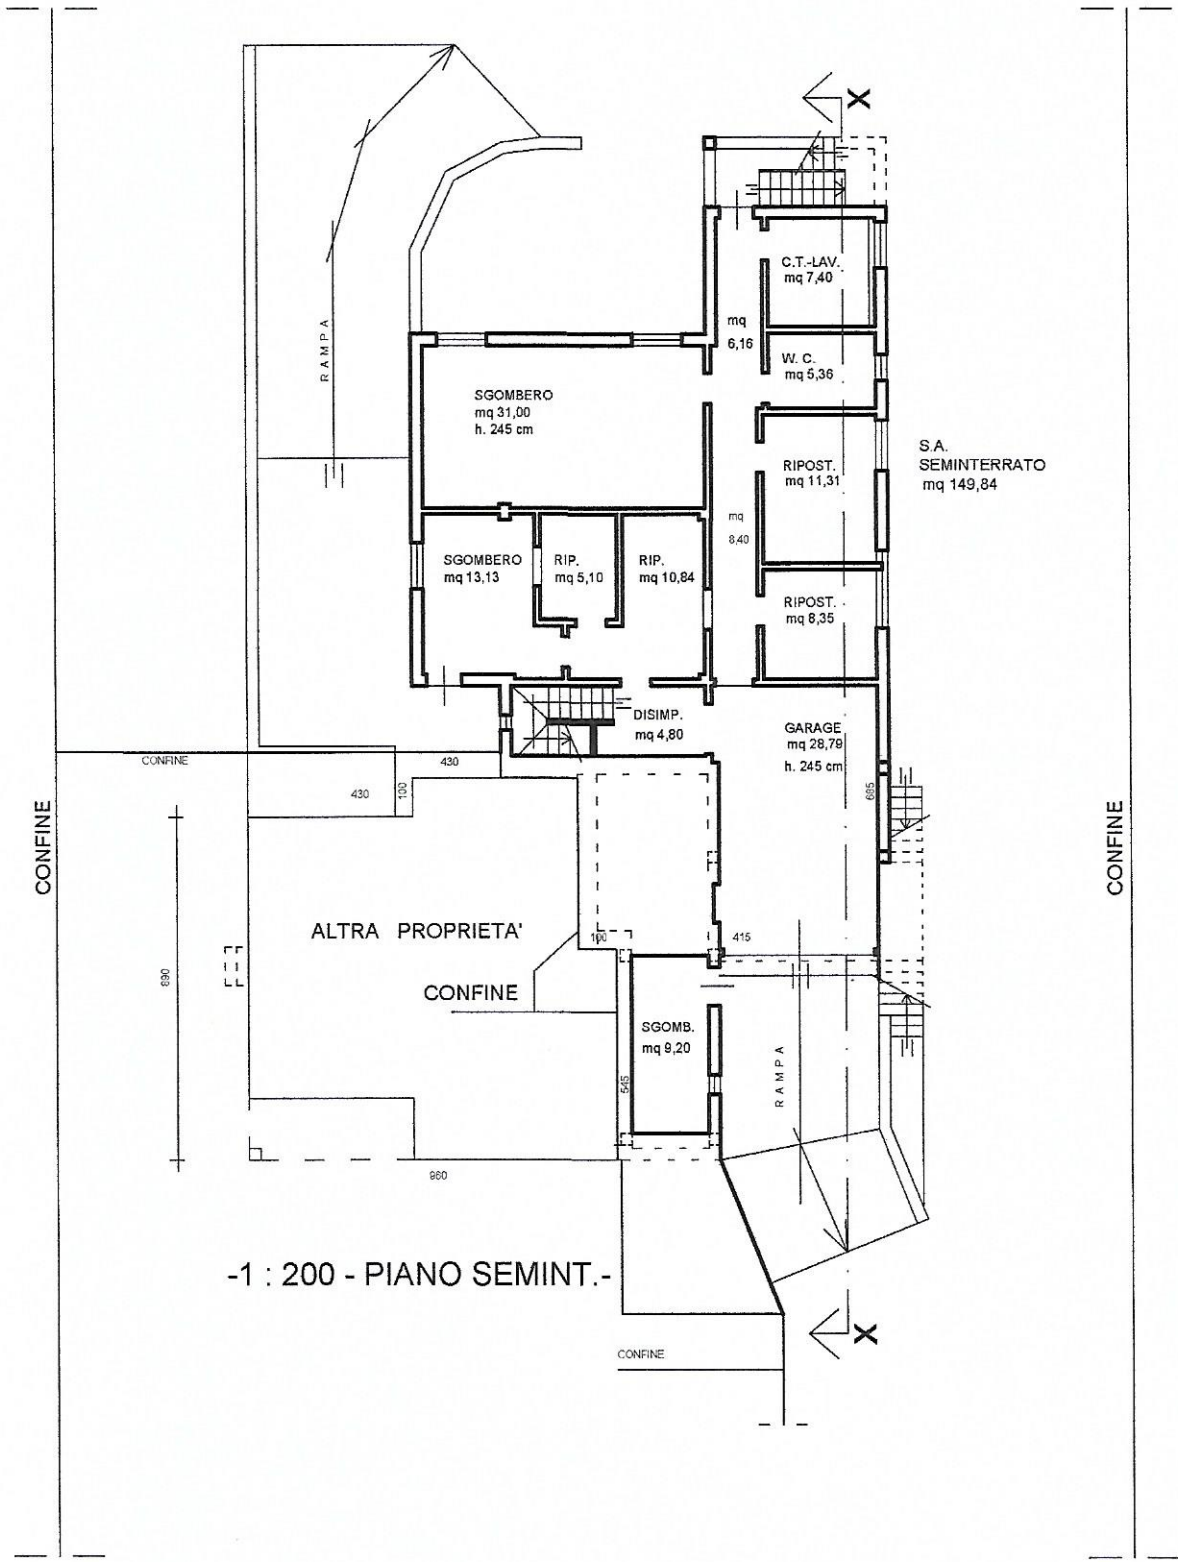 X
C.T.-LAV.
mq 7,40
mq
6,16
RAMPA
W. C.
mq 5,36
SGOMBERO
mq 31,00
h. 245 cm
S.A.
SEMINTERRATO
mq 149,84
RIPOST.
mq 11,31
mq
8,40
SGOMBERO
mq 13,13
RIP.
mq 5,10
RIP.
mq 10,84
RIPOST.
mq 8,35
DISIMP.
mq 4,80
GARAGE
mq 28,79
h. 245 cm
CONFINE
430
430
100
685
CONFINE
CONFINE
ALTRA PROPRIETA'
100
415
890
CONFINE
SGOMB.
mq 9,20
545
RAMPA
960
-1 : 200 - PIANO SEMINT.-
X
CONFINE